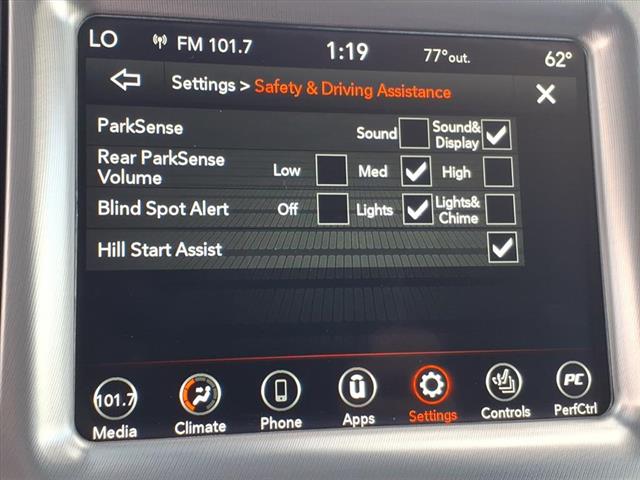 LO FM 101.7 1:19 77°out. 62°
Settings > Safety & Driving Assistance
ParkSense Sound Sound& Display
Rear ParkSense Volume Low Med High
Blind Spot Alert Off Lights Lights& Chime
Hill Start Assist
101.7 PC
Media Climate Phone Apps Settings Controls PerfCtrl